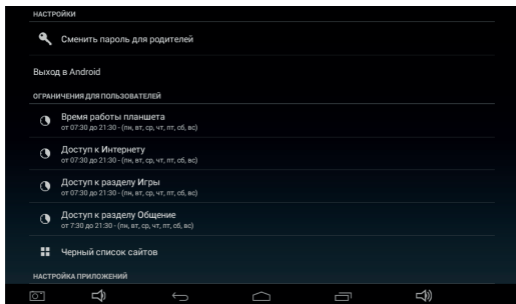 НАСТРОЙКИ
Сменить пароль для родителей
Выход в Android
ОГРАНИЧЕНИЯ ДЛЯ ПОЛЬЗОВАТЕЛЕЙ
Время работы планшета
от 07:30 до 21:30 - (пн, вт, ср, чт, пт, сб, вс)
Доступ к Интернету
от 07:30 до 21:30 - (пн, вт, ср, чт, пт, сб, вс)
Доступ к разделу Игры
от 07:30 до 21:30 - (пн, вт, ср, чт, пт, сб, вс)
Доступ к разделу Общение
от 7:30 до 21:30 - (пн, вт, ср, чт, пт, сб, вс)
Черный список сайтов
НАСТРОЙКА ПРИЛОЖЕНИЙ